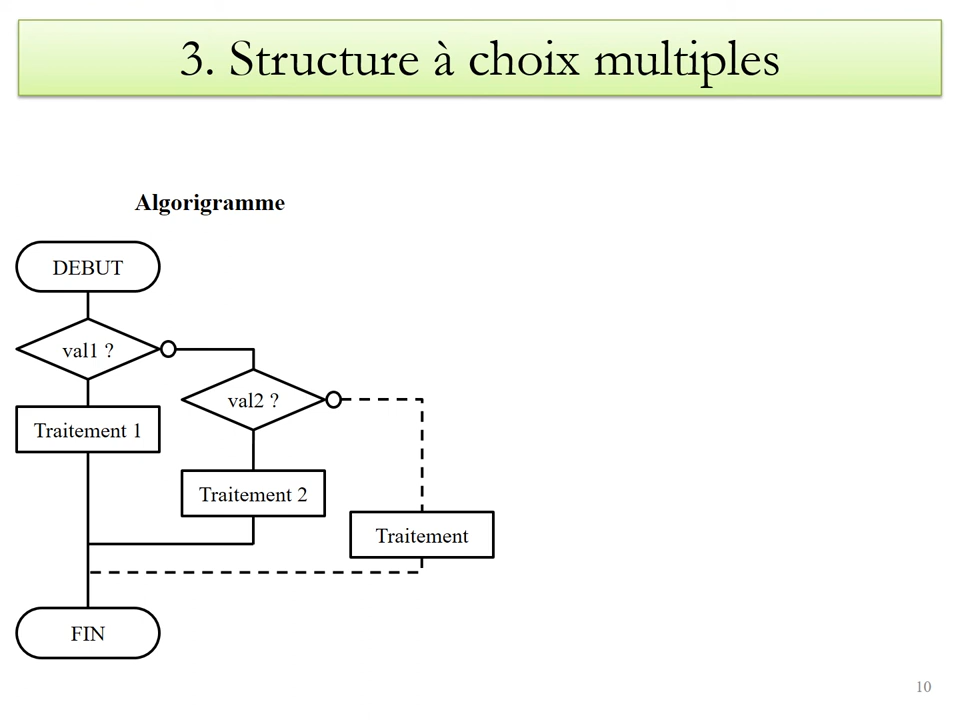 3. Structure à choix multiples
Algorigramme
DEBUT
val1 ?
val2 ?
Traitement 1
Traitement 2
Traitement
FIN
10